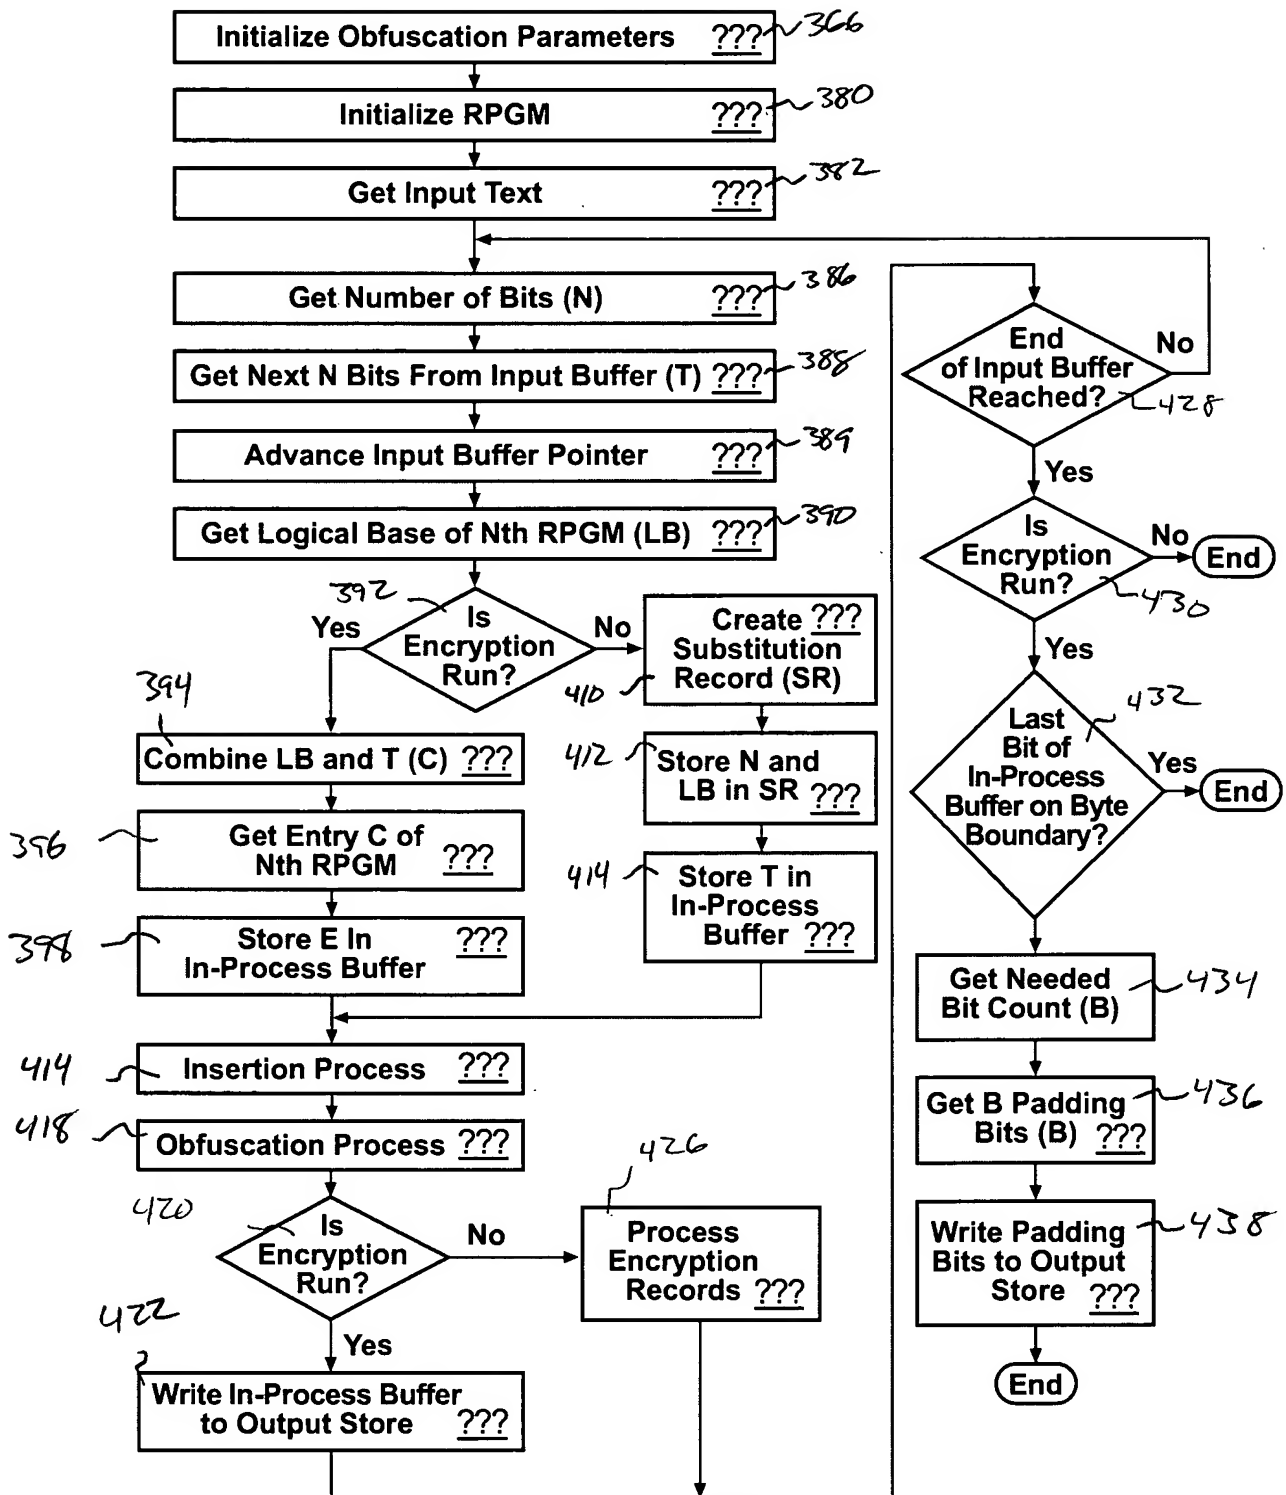 Initialize Obfuscation Parameters ??? 366
Initialize RPGM ??? 380
Get Input Text ??? 382
Get Number of Bits (N) ??? 386
Get Next N Bits From Input Buffer (T) ??? 388
Advance Input Buffer Pointer ??? 389
Get Logical Base of Nth RPGM (LB) ??? 390
392
Is
Encryption
Run?
Yes
No
394
Combine LB and T (C) ???
396
Get Entry C of
Nth RPGM ???
398
Store E In ???
In-Process Buffer
Create ???
Substitution
Record (SR)
410
412
Store N and
LB in SR ???
414
Store T in
In-Process
Buffer ???
414
Insertion Process ???
418
Obfuscation Process ???
420
Is
Encryption
Run?
No
Yes
426
Process
Encryption
Records ???
422
Write In-Process Buffer
to Output Store ???
End
of Input Buffer
Reached?
No
428
Yes
Is
Encryption
Run?
No
End
430
Yes
432
Last
Bit of
In-Process
Buffer on Byte
Boundary?
Yes
End
Get Needed
Bit Count (B)
434
Get B Padding
Bits (B) ???
436
Write Padding
Bits to Output
Store ???
438
End